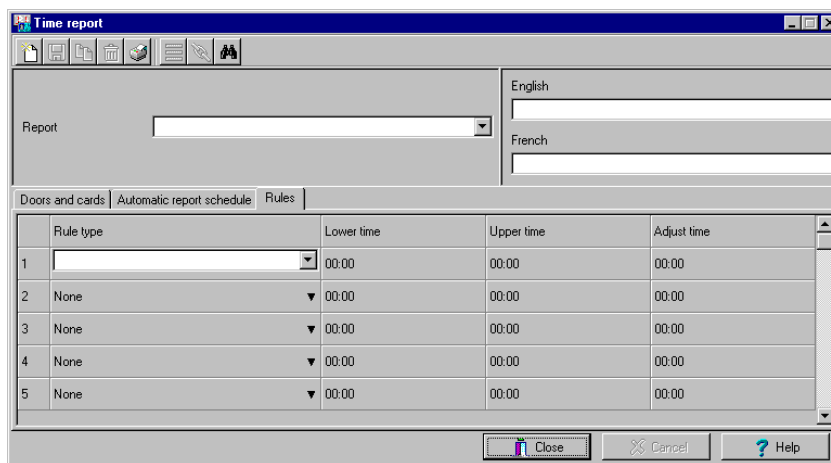 Time report
English
Report
French
Doors and cards Automatic report schedule Rules
Rule type Lower time Upper time Adjust time
1 00:00 00:00 00:00
2 None 00:00 00:00 00:00
3 None 00:00 00:00 00:00
4 None 00:00 00:00 00:00
5 None 00:00 00:00 00:00
Close Cancel Help